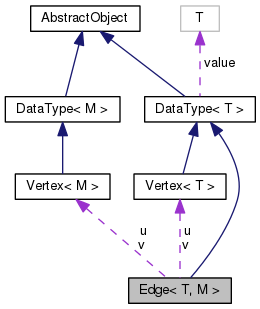 AbstractObject
T
value
DataType< M >
DataType< T >
Vertex< M >
Vertex< T >
u
v
u
v
Edge< T, M >